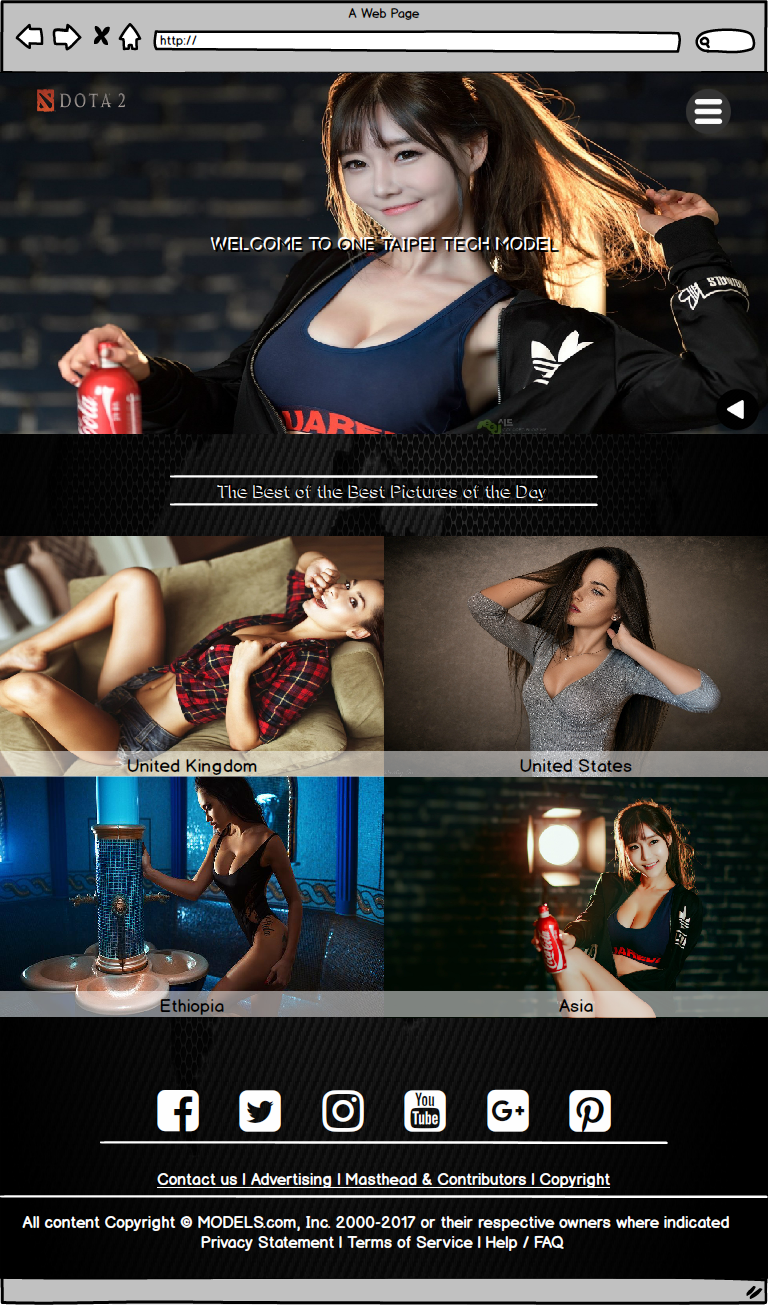 A Web Page
http://
DOTA 2
WELCOME TO ONE TAIPEI TECH MODEL
The Best of the Best Pictures of the Day
United Kingdom
United States
Ethiopia
Asia
You
Tube
G+
Contact us | Advertising | Masthead & Contributors | Copyright
All content Copyright © MODELS.com, Inc. 2000-2017 or their respective owners where indicated
Privacy Statement | Terms of Service | Help / FAQ